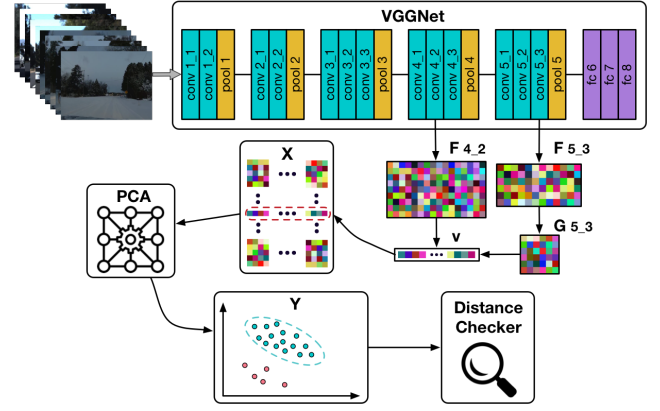 VGGNet
conv 1_1
conv 1_2
pool 1
conv 2_1
conv 2_2
pool 2
conv 3_1
conv 3_2
conv 3_3
pool 3
conv 4_1
conv 4_2
conv 4_3
pool 4
conv 5_1
conv 5_2
conv 5_3
pool 5
fc 6
fc 7
fc 8
F 4_2
F 5_3
X
PCA
v
G 5_3
Y
Distance
Checker